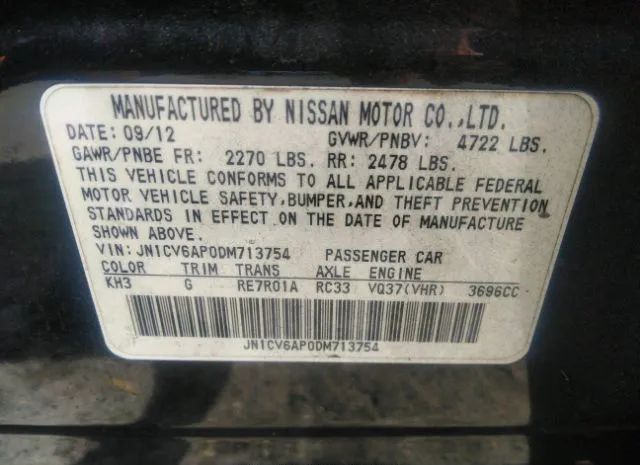 MANUFACTURED BY NISSAN MOTOR CO.,LTD.
DATE: 09/12 GVWR/PNBV: 4722 LBS.
GAWR/PNBE FR: 2270 LBS. RR: 2478 LBS.
THIS VEHICLE CONFORMS TO ALL APPLICABLE FEDERAL
MOTOR VEHICLE SAFETY,BUMPER,AND THEFT PREVENTION
STANDARDS IN EFFECT ON THE DATE OF MANUFACTURE
SHOWN ABOVE.
VIN: JN1CV6AP0DM713754 PASSENGER CAR
COLOR TRIM TRANS AXLE ENGINE
KH3 G RE7R01A RC33 VQ37(VHR) 3696CC
JN1CV6AP0DM713754